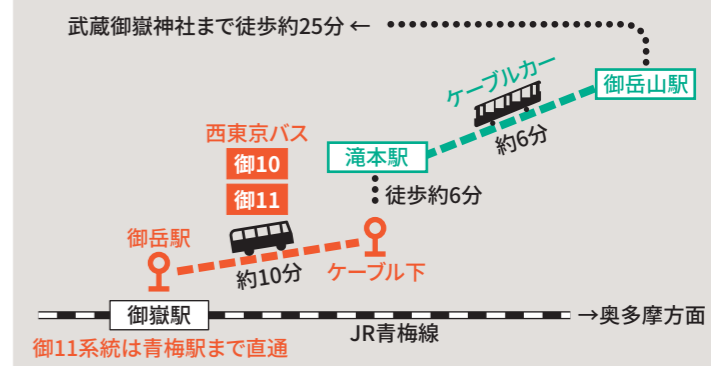 武蔵御嶽神社まで徒歩約25分 ←
御岳山駅
ケーブルカー
約6分
西東京バス
御10
御11
滝本駅
徒歩約6分
御岳駅
約10分
ケーブル下
御嶽駅
→奥多摩方面
JR青梅線
御11系統は青梅駅まで直通